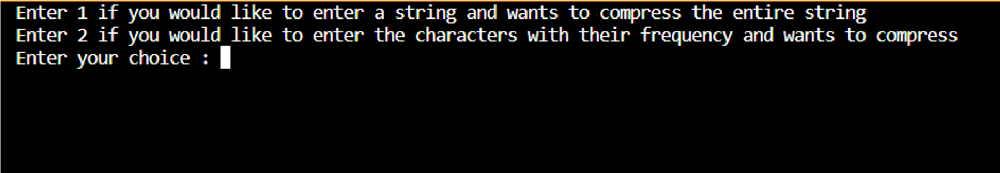 Enter 1 if you would like to enter a string and wants to compress the entire string
Enter 2 if you would like to enter the characters with their frequency and wants to compress
Enter your choice :